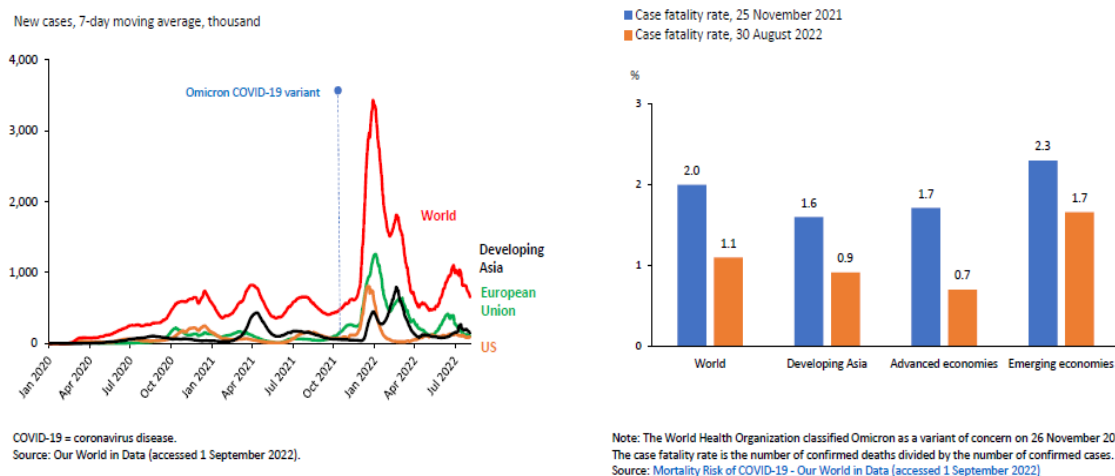 New cases, 7-day moving average, thousand
4,000
3,000
2,000
1,000
0
Omicron COVID-19 variant
World
Developing
Asia
European
Union
US
Jan 2020
Apr 2020
Jul 2020
Oct 2020
Jan 2021
Apr 2021
Jul 2021
Oct 2021
Jan 2022
Apr 2022
Jul 2022
COVID-19 = coronavirus disease.
Source: Our World in Data (accessed 1 September 2022).
Case fatality rate, 25 November 2021
Case fatality rate, 30 August 2022
%
3
2
1
0
2.0
1.1
1.6
0.9
1.7
0.7
2.3
1.7
World
Developing Asia
Advanced economies
Emerging economies
Note: The World Health Organization classified Omicron as a variant of concern on 26 November 20
The case fatality rate is the number of confirmed deaths divided by the number of confirmed cases.
Source: Mortality Risk of COVID-19 - Our World in Data (accessed 1 September 2022)